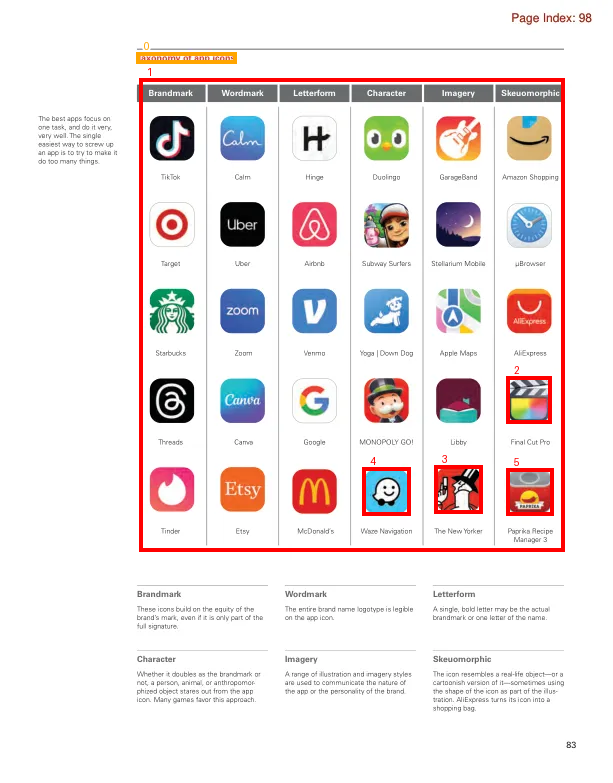 Page Index: 98
0
Taxonomy of app icons
1
Brandmark Wordmark Letterform Character Imagery Skeuomorphic
The best apps focus on
one task, and do it very,
very well. The single
easiest way to screw up
an app is to try to make it
do too many things.
Calm
TikTok Calm Hinge Duolingo GarageBand Amazon Shopping
Uber
Target Uber Airbnb Subway Surfers Stellarium Mobile µBrowser
zoom AliExpress
Starbucks Zoom Venmo Yoga | Down Dog Apple Maps AliExpress
2
Canva
Threads Canva Google MONOPOLY GO! Libby Final Cut Pro
4 3 5
Etsy PAPRIKA
Tinder Etsy McDonald's Waze Navigation The New Yorker Paprika Recipe
Manager 3
Brandmark
These icons build on the equity of the
brand's mark, even if it is only part of the
full signature.
Wordmark
The entire brand name logotype is legible
on the app icon.
Letterform
A single, bold letter may be the actual
brandmark or one letter of the name.
Character
Whether it doubles as the brandmark or
not, a person, animal, or anthropomor-
phized object stares out from the app
icon. Many games favor this approach.
Imagery
A range of illustration and imagery styles
are used to communicate the nature of
the app or the personality of the brand.
Skeuomorphic
The icon resembles a real-life object—or a
cartoonish version of it—sometimes using
the shape of the icon as part of the illus-
tration. AliExpress turns its icon into a
shopping bag.
83